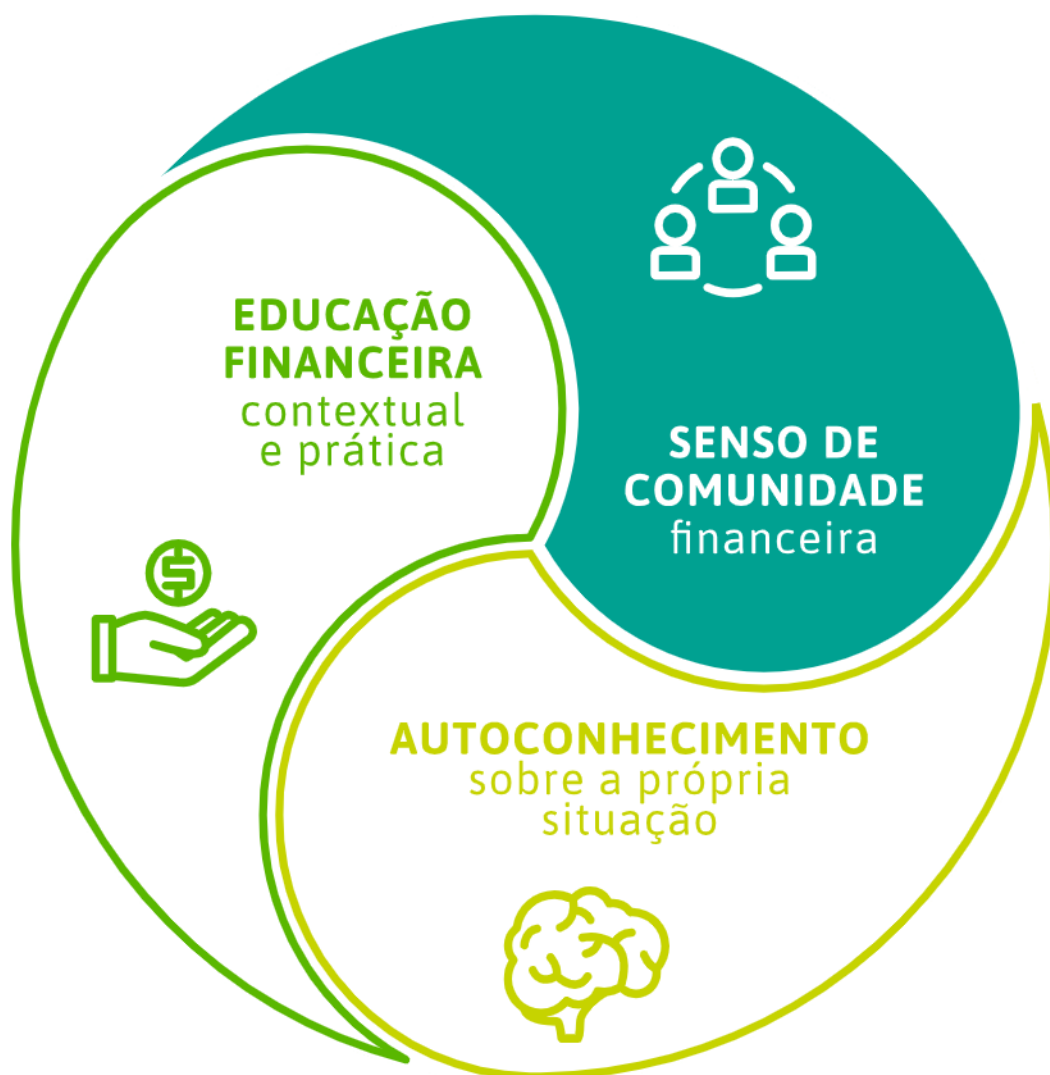 EDUCAÇÃO
FINANCEIRA
contextual
e prática
SENSO DE
COMUNIDADE
financeira
AUTOCONHECIMENTO
sobre a própria
situação